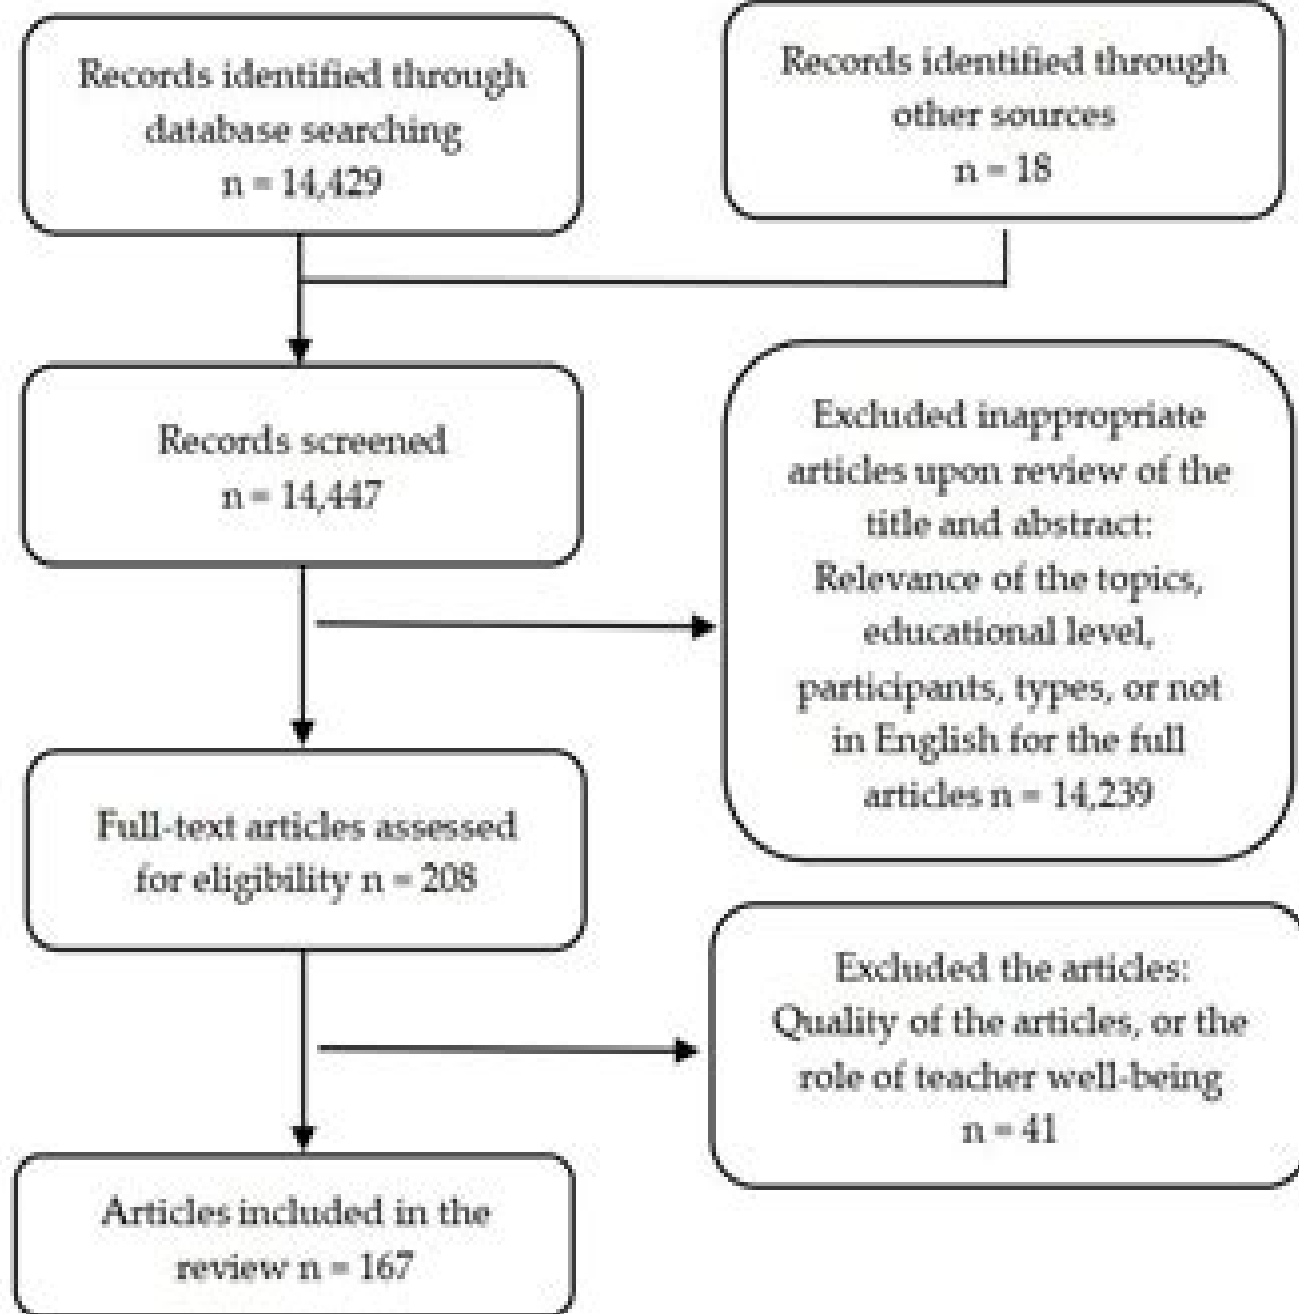 Records identified through
database searching
n = 14,429
Records identified through
other sources
n = 18
Records screened
n = 14,447
Excluded inappropriate
articles upon review of the
title and abstract:
Relevance of the topics,
educational level,
participants, types, or not
in English for the full
articles n = 14,239
Full-text articles assessed
for eligibility n = 208
Excluded the articles:
Quality of the articles, or the
role of teacher well-being
n = 41
Articles included in the
review n = 167